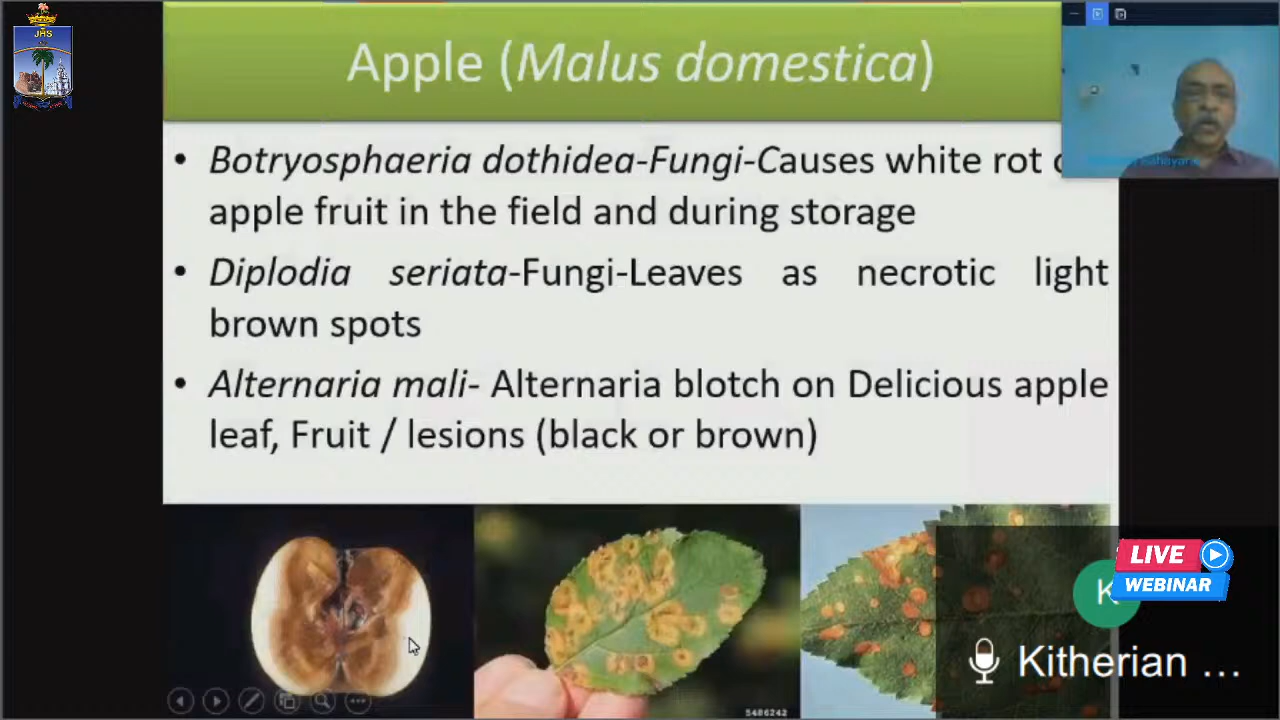 JHS
Apple (Malus domestica)
• Botryosphaeria dothidea-Fungi-Causes white rot
apple fruit in the field and during storage
• Diplodia seriata-Fungi-Leaves as necrotic light
brown spots
• Alternaria mali- Alternaria blotch on Delicious apple
leaf, Fruit / lesions (black or brown)
5486242
LIVE
WEBINAR
K
Kitherian ...